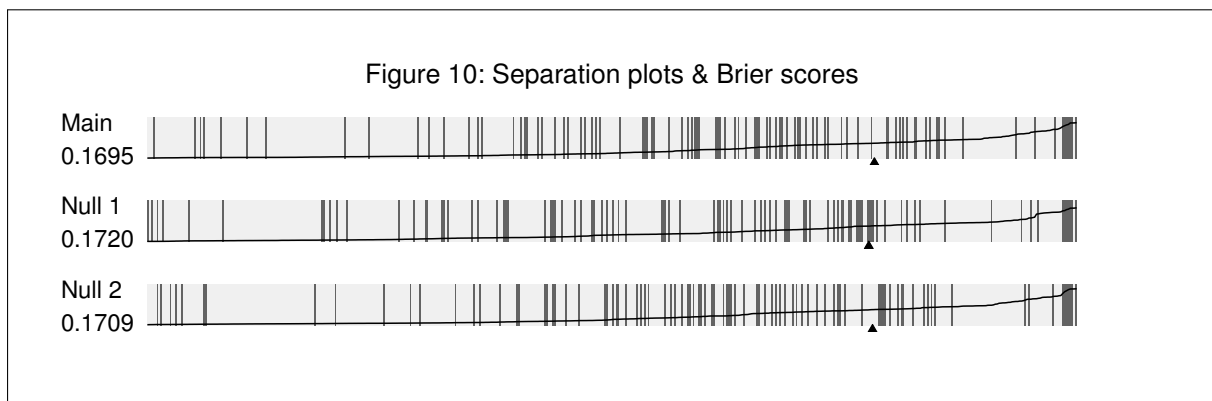 Figure 10: Separation plots & Brier scores
Main
0.1695
Null 1
0.1720
Null 2
0.1709